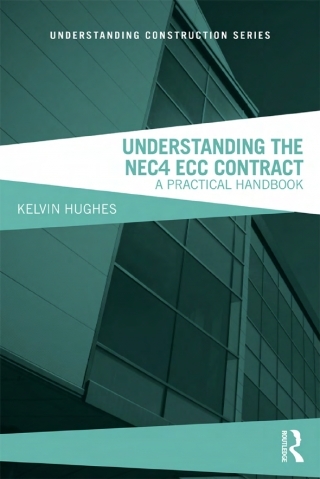 UNDERSTANDING CONSTRUCTION SERIES
UNDERSTANDING THE
NEC4 ECC CONTRACT
A PRACTICAL HANDBOOK
KELVIN HUGHES
ROUTLEDGE